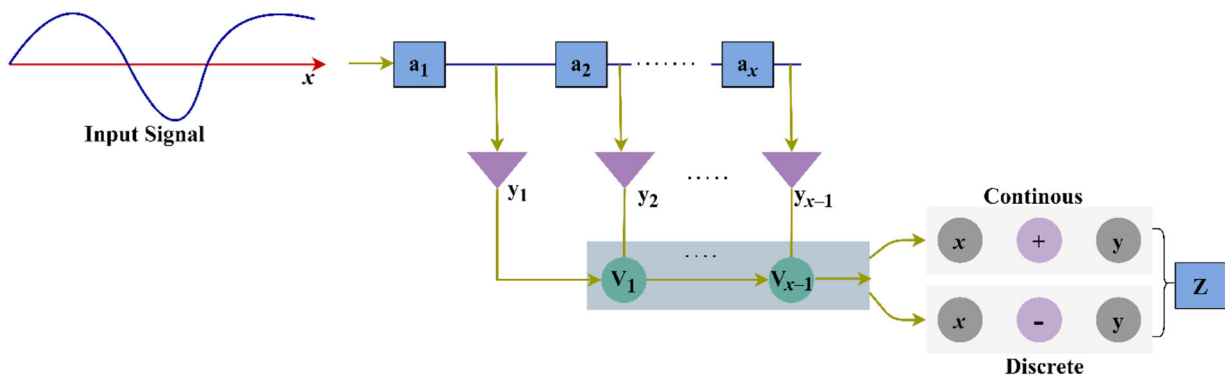 x
Input Signal
a1
a2
.......
ax
y1
y2
.....
yx–1
V1
....
Vx–1
Continous
x + y
x - y
Discrete
Z